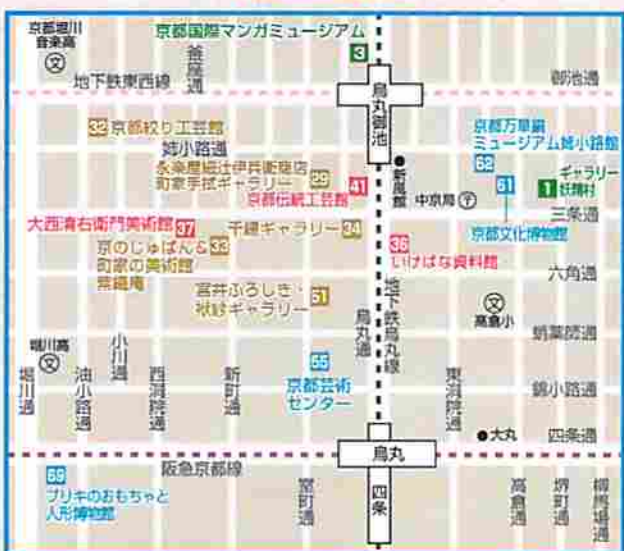 京都堀川
音楽高
文
釜座通
京都国際マンガミュージアム
3
地下鉄東西線
烏丸御池
御池通
32 京都絞り工芸館
姉小路通
永楽屋細辻伊兵衛商店
町家手拭ギャラリー 29
41
京都伝統工芸館
新風館
中京局
京都万華鏡
ミュージアム姉小路館
62
61
京都文化博物館
1
ギャラリー
妖精村
三条通
大西清右衛門美術館 37
京のじゅばん&
町家の美術館
紫織庵
33
千總ギャラリー 34
36
いけばな資料館
六角通
宮井ふろしき・
袱紗ギャラリー
51
烏丸通
地下鉄烏丸線
文
高倉小
蛸薬師通
堀川高
文
堀川通
油小路通
小川通
西洞院通
新町通
55
京都芸術
センター
東洞院通
錦小路通
大丸
四条通
烏丸
阪急京都線
四条
69
ブリキのおもちゃと
人形博物館
室町通
高倉通
堺町通
柳馬場通